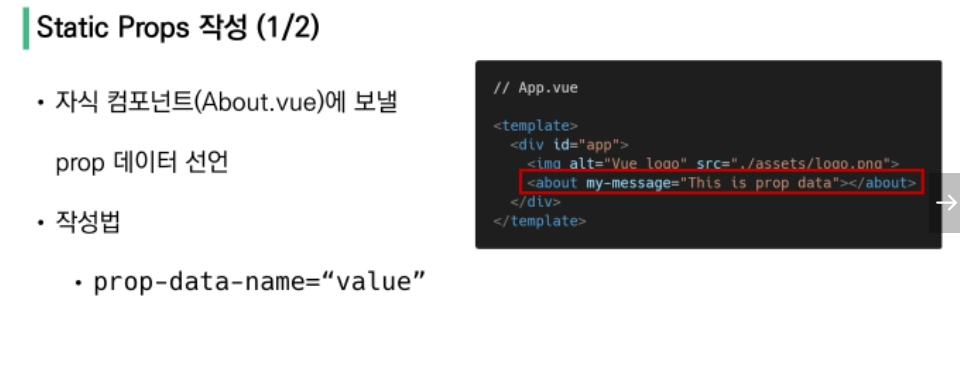 Static Props 작성 (1/2)
• 자식 컴포넌트(About.vue)에 보낼
prop 데이터 선언
• 작성법
• prop-data-name=“value”
// App.vue
<template>
<div id="app">
<img alt="Vue logo" src="./assets/logo.png">
<about my-message="This is prop data"></about>
</div>
</template>